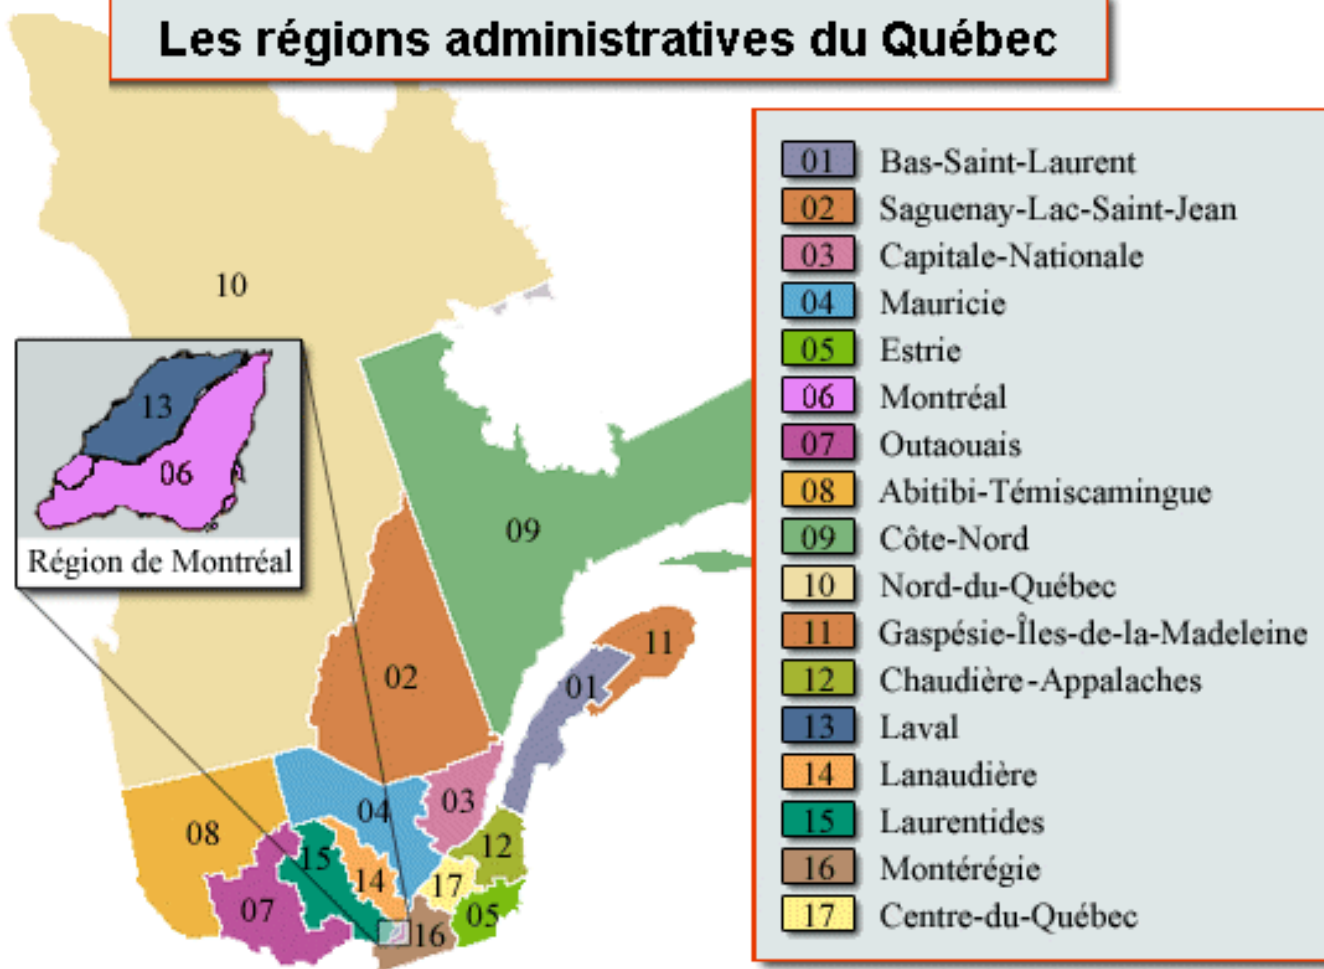 Les régions administratives du Québec
01 Bas-Saint-Laurent
02 Saguenay-Lac-Saint-Jean
03 Capitale-Nationale
04 Mauricie
05 Estrie
06 Montréal
07 Outaouais
08 Abitibi-Témiscamingue
09 Côte-Nord
10 Nord-du-Québec
11 Gaspésie-Îles-de-la-Madeleine
12 Chaudière-Appalaches
13 Laval
14 Lanaudière
15 Laurentides
16 Montérégie
17 Centre-du-Québec
10
13
06
Région de Montréal
09
11
02
01
03
04
08
12
15
14
17
07
05
16